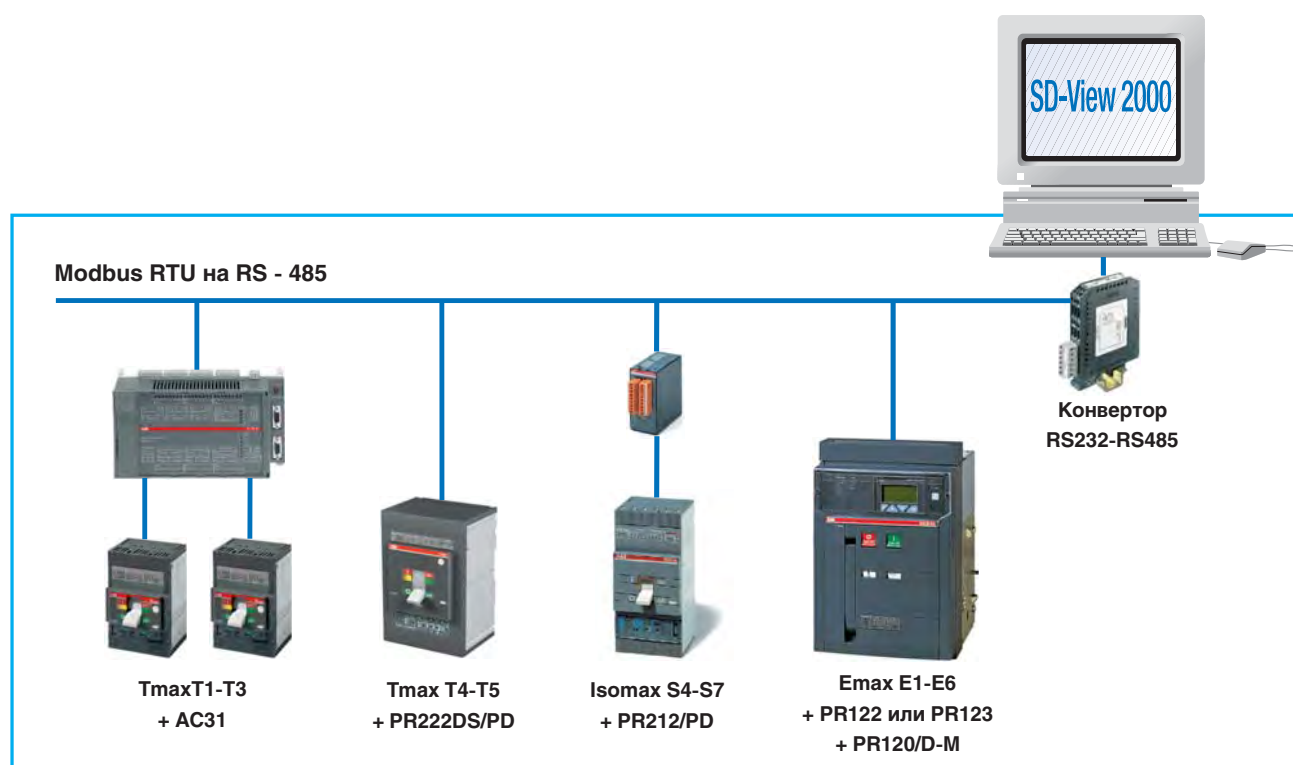 SD-View 2000
Modbus RTU на RS - 485
Конвертор
RS232-RS485
TmaxT1-T3
+ AC31
Tmax T4-T5
+ PR222DS/PD
Isomax S4-S7
+ PR212/PD
Emax E1-E6
+ PR122 или PR123
+ PR120/D-M